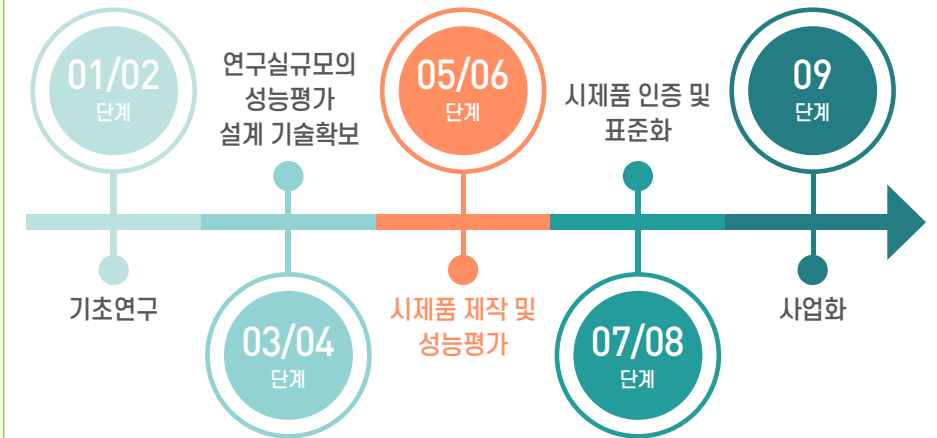 01/02
단계
기초연구
연구실규모의
성능평가
설계 기술확보
03/04
단계
05/06
단계
시제품 제작 및
성능평가
시제품 인증 및
표준화
07/08
단계
09
단계
사업화